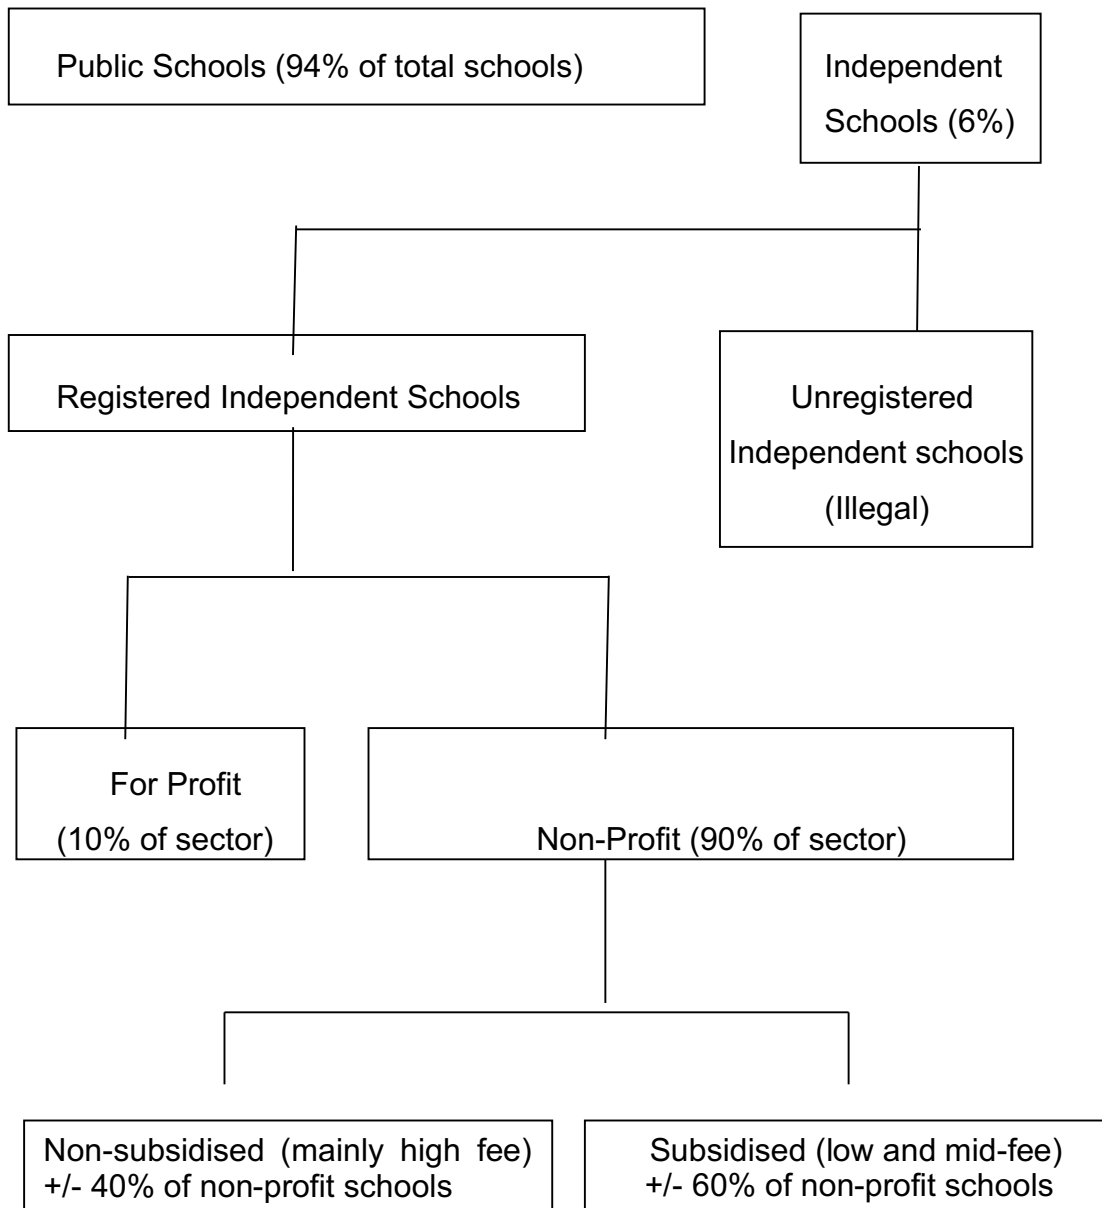 Public Schools (94% of total schools)
Independent
Schools (6%)
Registered Independent Schools
Unregistered
Independent schools
(Illegal)
For Profit
(10% of sector)
Non-Profit (90% of sector)
Non-subsidised (mainly high fee)
+/- 40% of non-profit schools
Subsidised (low and mid-fee)
+/- 60% of non-profit schools